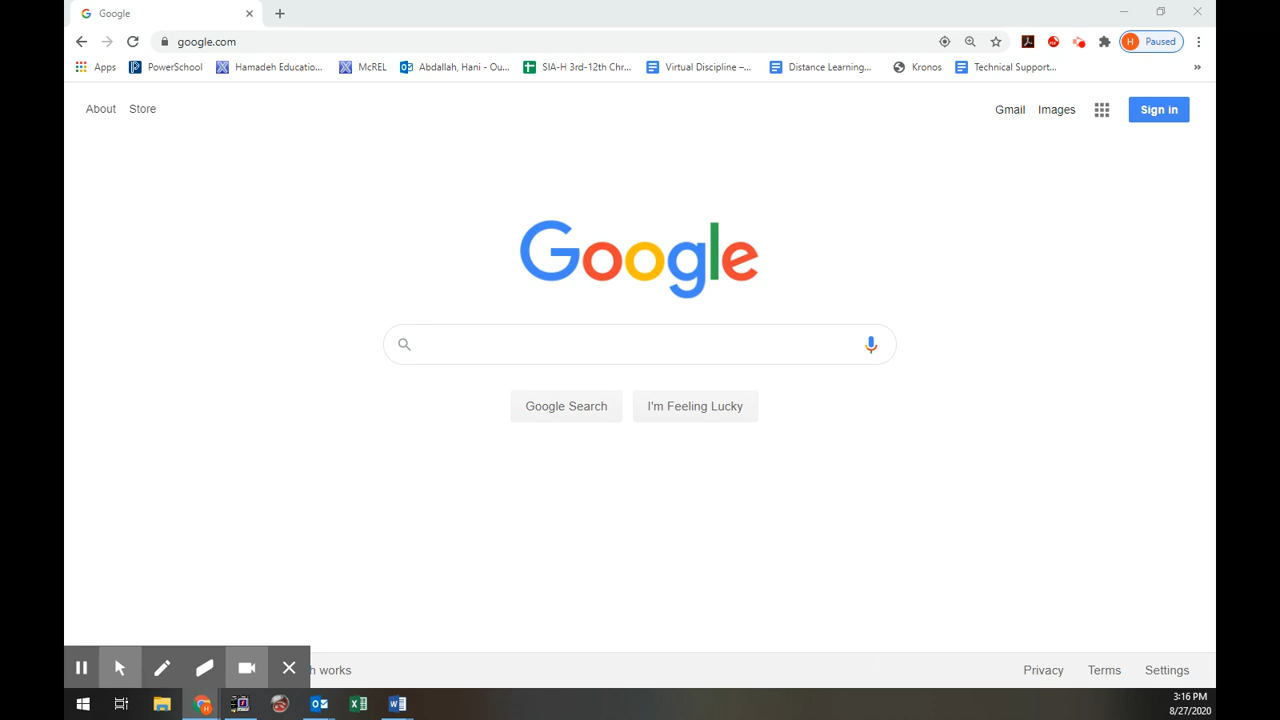 Google
google.com
H Paused
Apps PowerSchool Hamadeh Educatio... McREL Abdallah, Hani - Ou... SIA-H 3rd-12th Chr... Virtual Discipline –... Distance Learning... Kronos Technical Support... »
About Store Gmail Images Sign in
Google
Google Search I'm Feeling Lucky
h works Privacy Terms Settings
3:16 PM
8/27/2020